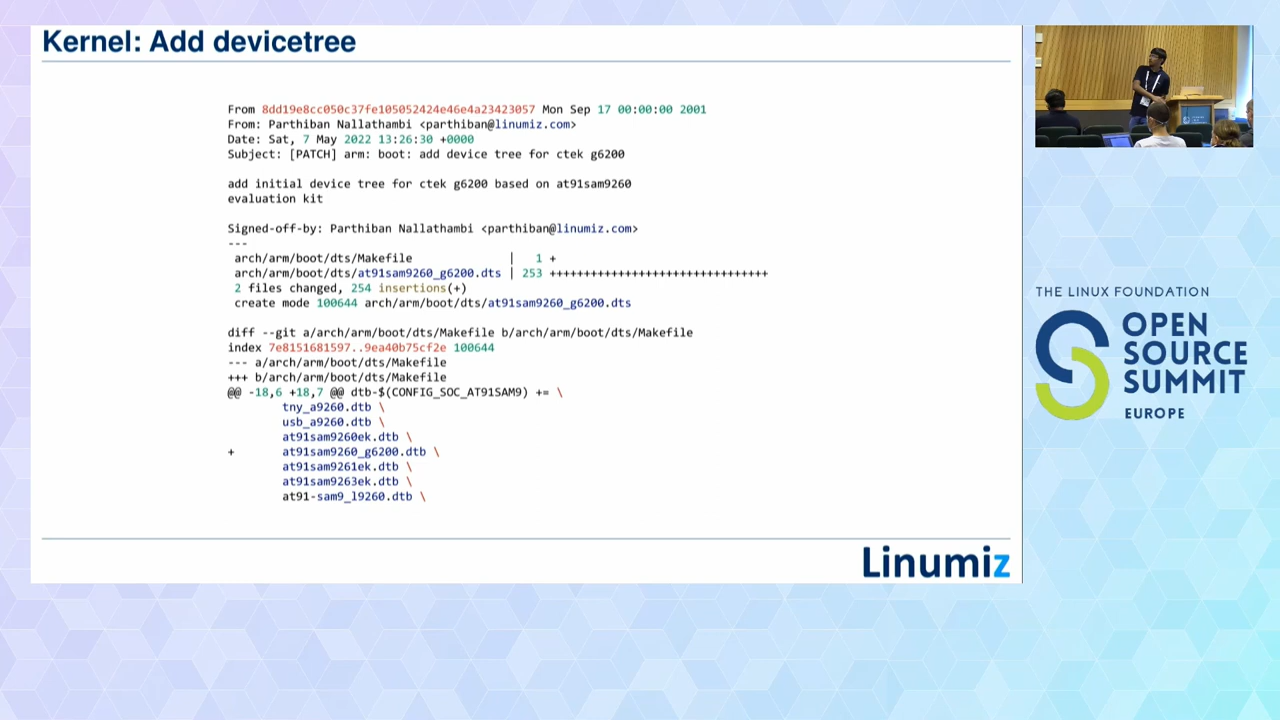 Kernel: Add devicetree
From 8dd19e8cc050c37fe105052424e46e4a23423057 Mon Sep 17 00:00:00 2001
From: Parthiban Nallathambi <parthiban@linumiz.com>
Date: Sat, 7 May 2022 13:26:30 +0000
Subject: [PATCH] arm: boot: add device tree for ctek g6200
add initial device tree for ctek g6200 based on at91sam9260
evaluation kit
Signed-off-by: Parthiban Nallathambi <parthiban@linumiz.com>
---
arch/arm/boot/dts/Makefile | 1 +
arch/arm/boot/dts/at91sam9260_g6200.dts | 253 ++++++++++++++++++++++++++++++++
2 files changed, 254 insertions(+)
create mode 100644 arch/arm/boot/dts/at91sam9260_g6200.dts
diff --git a/arch/arm/boot/dts/Makefile b/arch/arm/boot/dts/Makefile
index 7e8151681597..9ea40b75cf2e 100644
--- a/arch/arm/boot/dts/Makefile
+++ b/arch/arm/boot/dts/Makefile
@@ -18,6 +18,7 @@ dtb-$(CONFIG_SOC_AT91SAM9) += \
tny_a9260.dtb \
usb_a9260.dtb \
at91sam9260ek.dtb \
+ at91sam9260_g6200.dtb \
at91sam9261ek.dtb \
at91sam9263ek.dtb \
at91-sam9_l9260.dtb \
Linumiz
THE LINUX FOUNDATION
OPEN
SOURCE
SUMMIT
EUROPE